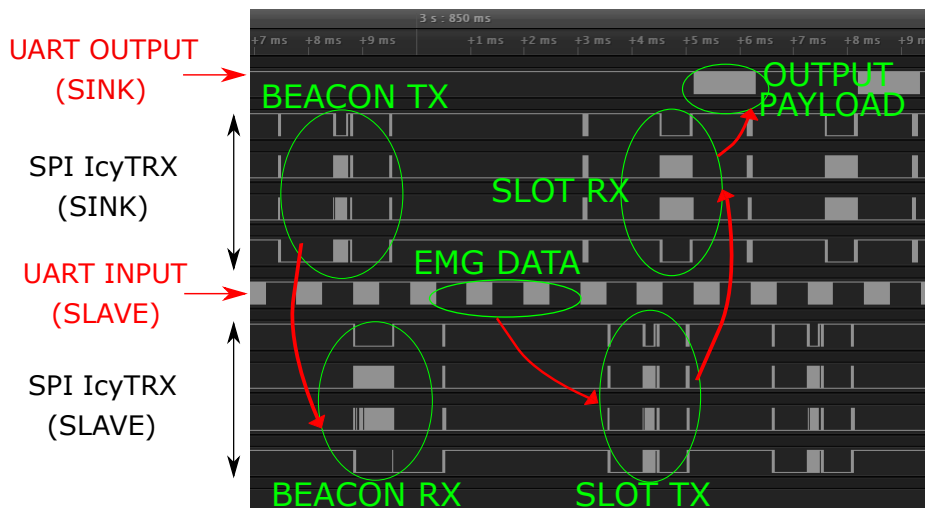 3 s : 850 ms
+7 ms +8 ms +9 ms +1 ms +2 ms +3 ms +4 ms +5 ms +6 ms +7 ms +8 ms +9 m
UART OUTPUT
(SINK)
BEACON TX
OUTPUT
PAYLOAD
SPI IcyTRX
(SINK)
SLOT RX
UART INPUT
(SLAVE)
EMG DATA
SPI IcyTRX
(SLAVE)
BEACON RX
SLOT TX